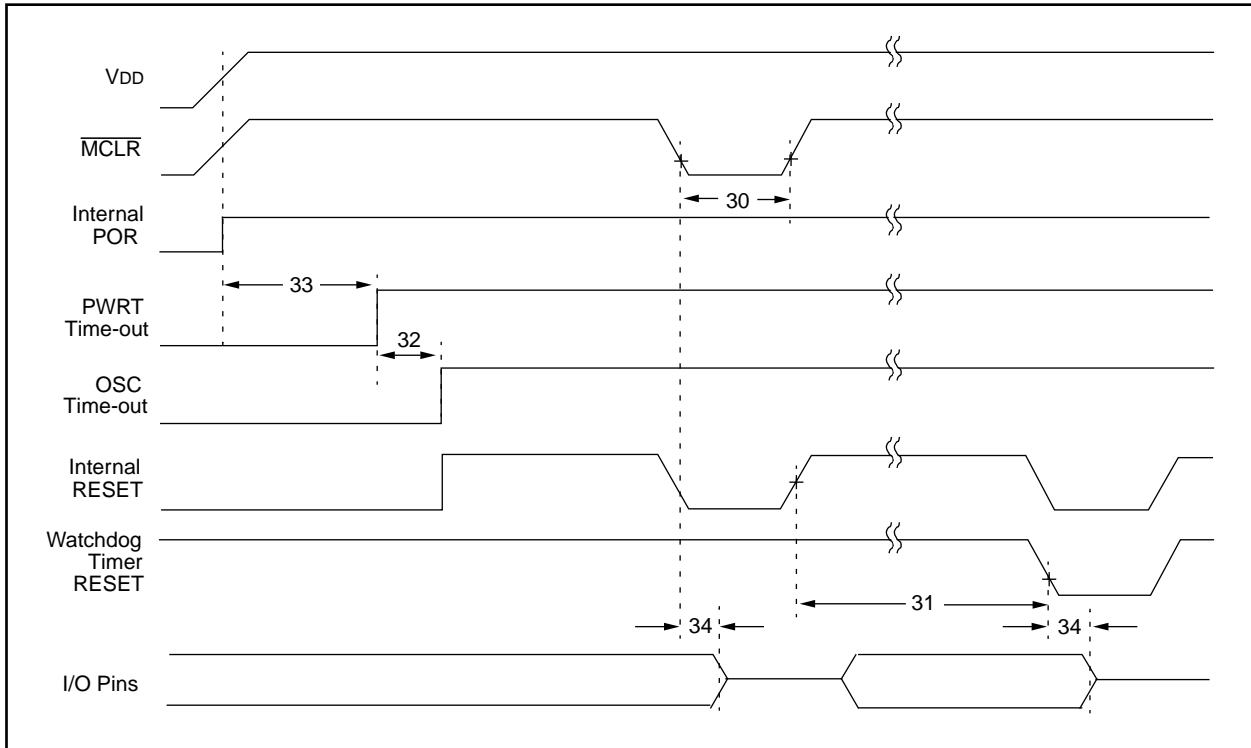 VDD
MCLR
30
Internal
POR
33
PWRT
Time-out
32
OSC
Time-out
Internal
RESET
Watchdog
Timer
RESET
31
34
34
I/O Pins